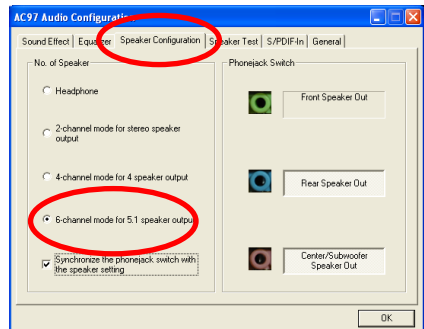 AC97 Audio Configuration
Sound Effect Equalizer Speaker Configuration Speaker Test S/PDIF-In General
No. of Speaker
Headphone
2-channel mode for stereo speaker
output
4-channel mode for 4 speaker output
6-channel mode for 5.1 speaker output
Synchronize the phonejack switch with
the speaker setting
Phonejack Switch
Front Speaker Out
Rear Speaker Out
Center/Subwoofer
Speaker Out
OK